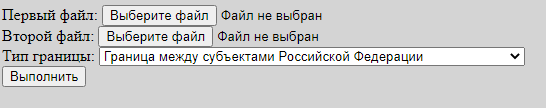 Первый файл: Выберите файл Файл не выбран
Второй файл: Выберите файл Файл не выбран
Тип границы: Граница между субъектами Российской Федерации
Выполнить